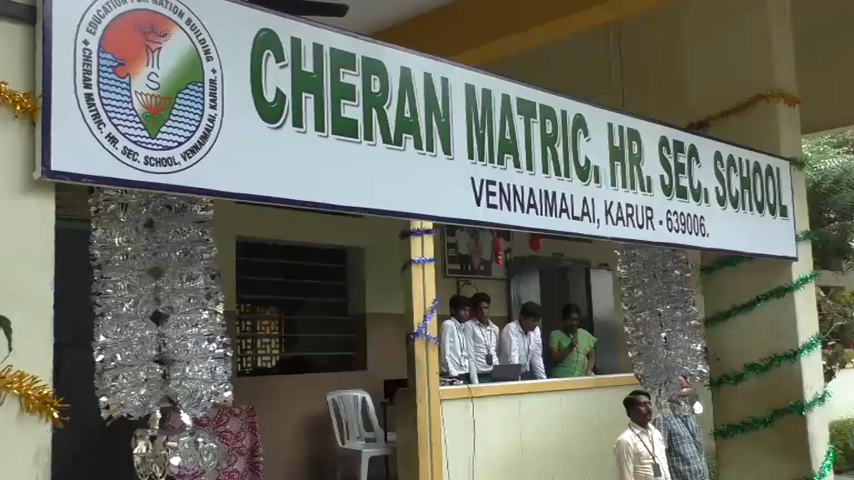 EDUCATION FOR NATION BUILDING
CMS
CHERAN MATRIC. HR. SEC. SCHOOL, VENNAIMALAI, KARUR.
CHERAN MATRIC. HR. SEC. SCHOOL
VENNAIMALAI, KARUR - 639006.